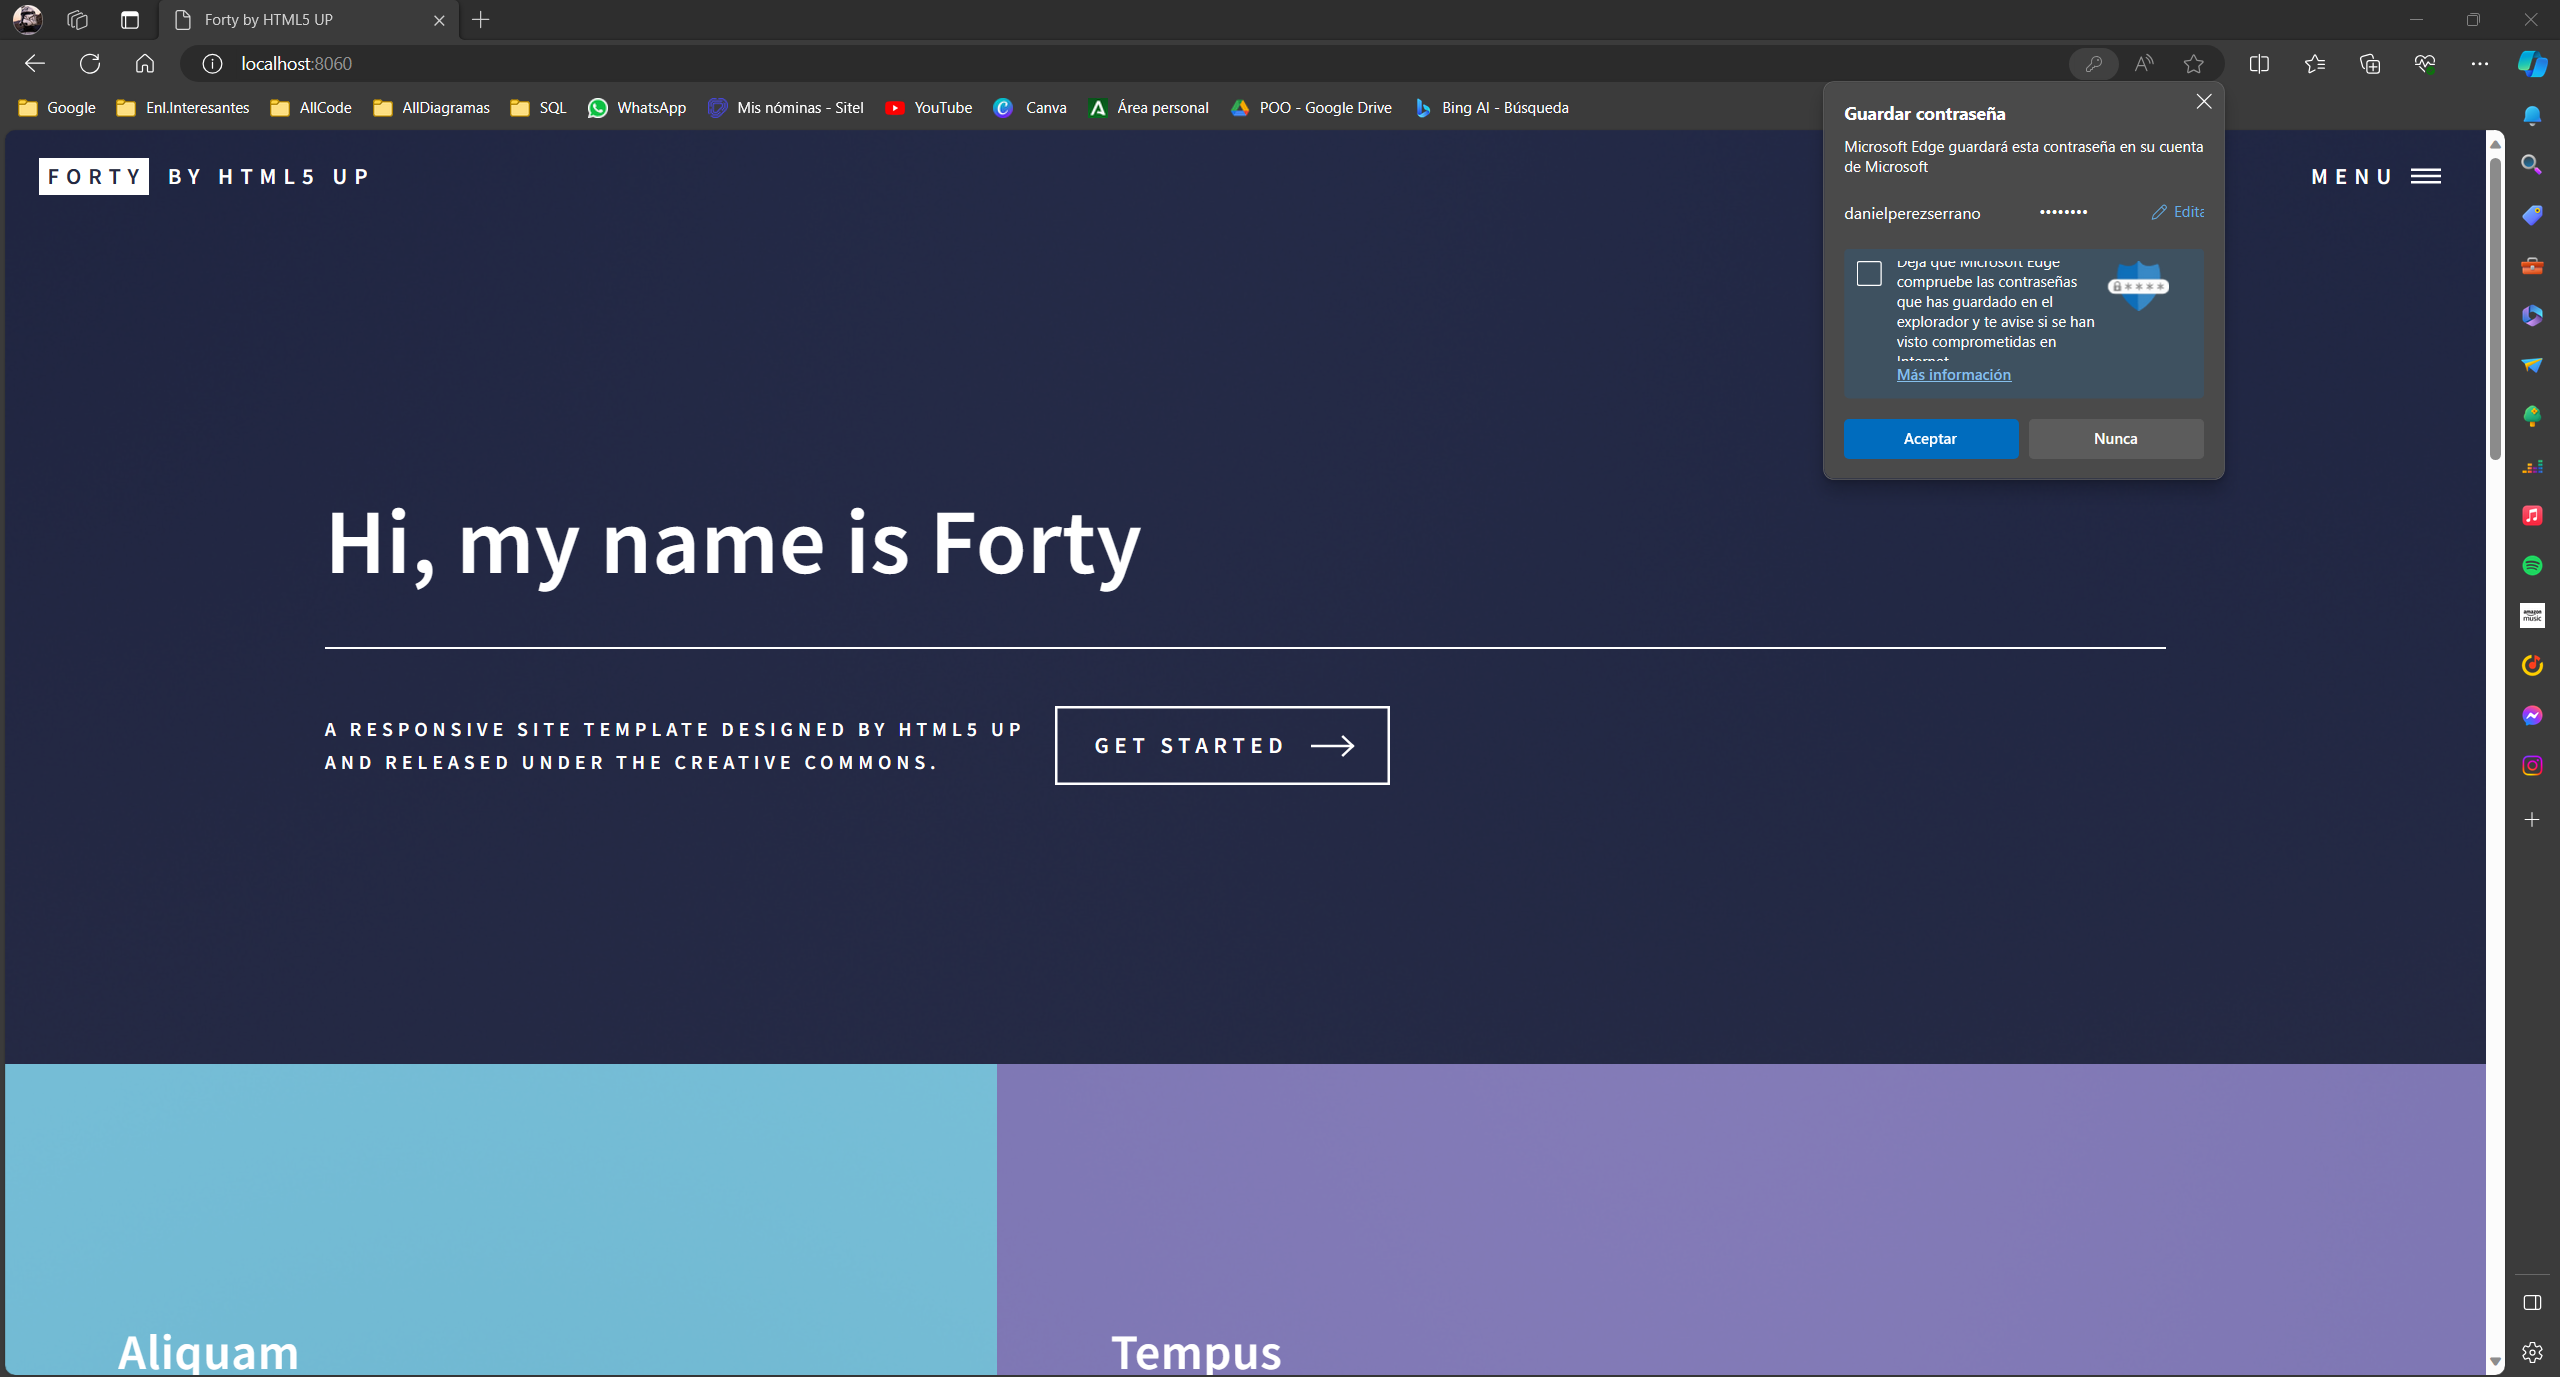 Forty by HTML5 UP
localhost:8060
Google
Enl.Interesantes
AllCode
AllDiagramas
SQL
WhatsApp
Mis nóminas - Sitel
YouTube
Canva
Área personal
POO - Google Drive
Bing AI - Búsqueda
Guardar contraseña
Microsoft Edge guardará esta contraseña en su cuenta
de Microsoft
danielperezserrano
••••••••
Edita
Deja que Microsoft Edge
compruebe las contraseñas
que has guardado en el
explorador y te avise si se han
visto comprometidas en
Internet
Más información
Aceptar
Nunca
FORTY BY HTML5 UP
MENU
Hi, my name is Forty
A RESPONSIVE SITE TEMPLATE DESIGNED BY HTML5 UP
AND RELEASED UNDER THE CREATIVE COMMONS.
GET STARTED
Aliquam
Tempus
amazon
music